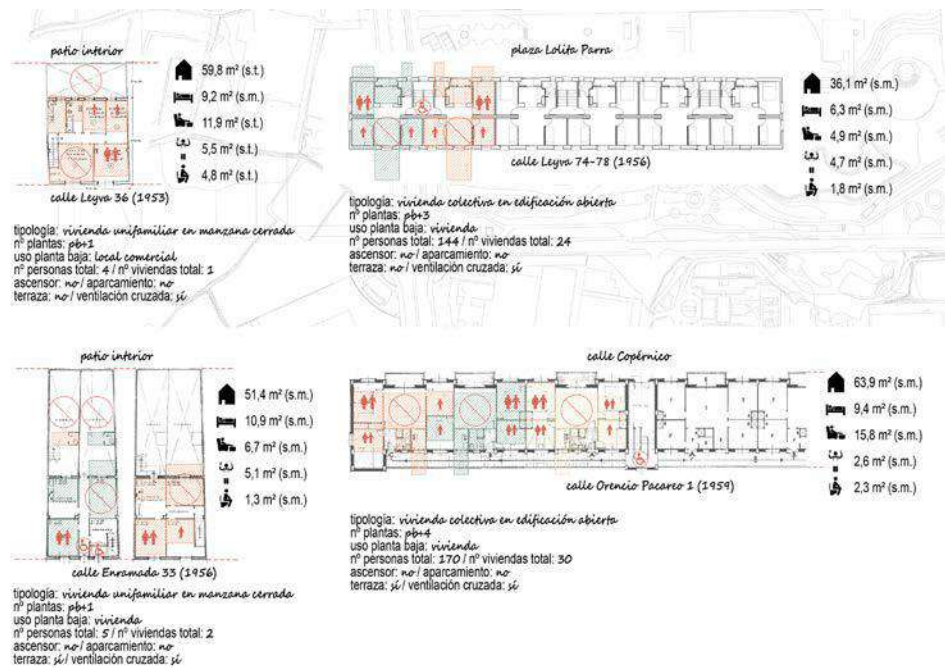 patio interior
59,8 m² (s.t.)
9,2 m² (s.m.)
11,9 m² (s.t.)
5,5 m² (s.t.)
4,8 m² (s.t.)
calle Leyva 36 (1953)
tipología: vivienda unifamiliar en manzana cerrada
nº plantas: pb+1
uso planta baja: local comercial
nº personas total: 4 / nº viviendas total: 1
ascensor: no / aparcamiento: no
terraza: no / ventilación cruzada: sí
plaza Lolita Parra
36,1 m² (s.m.)
6,3 m² (s.m.)
4,9 m² (s.m.)
4,7 m² (s.m.)
1,8 m² (s.m.)
calle Leyva 74-78 (1956)
tipología: vivienda colectiva en edificación abierta
nº plantas: pb+3
uso planta baja: vivienda
nº personas total: 144 / nº viviendas total: 24
ascensor: no / aparcamiento: no
terraza: no / ventilación cruzada: sí
patio interior
51,4 m² (s.m.)
10,9 m² (s.m.)
6,7 m² (s.m.)
5,1 m² (s.m.)
1,3 m² (s.m.)
calle Enramada 33 (1956)
tipología: vivienda unifamiliar en manzana cerrada
nº plantas: pb+1
uso planta baja: vivienda
nº personas total: 5 / nº viviendas total: 2
ascensor: no / aparcamiento: no
terraza: sí / ventilación cruzada: sí
calle Copérnico
63,9 m² (s.m.)
9,4 m² (s.m.)
15,8 m² (s.m.)
2,6 m² (s.m.)
2,3 m² (s.m.)
calle Orencio Pacareo 1 (1959)
tipología: vivienda colectiva en edificación abierta
nº plantas: pb+4
uso planta baja: vivienda
nº personas total: 170 / nº viviendas total: 30
ascensor: no / aparcamiento: no
terraza: sí / ventilación cruzada: sí